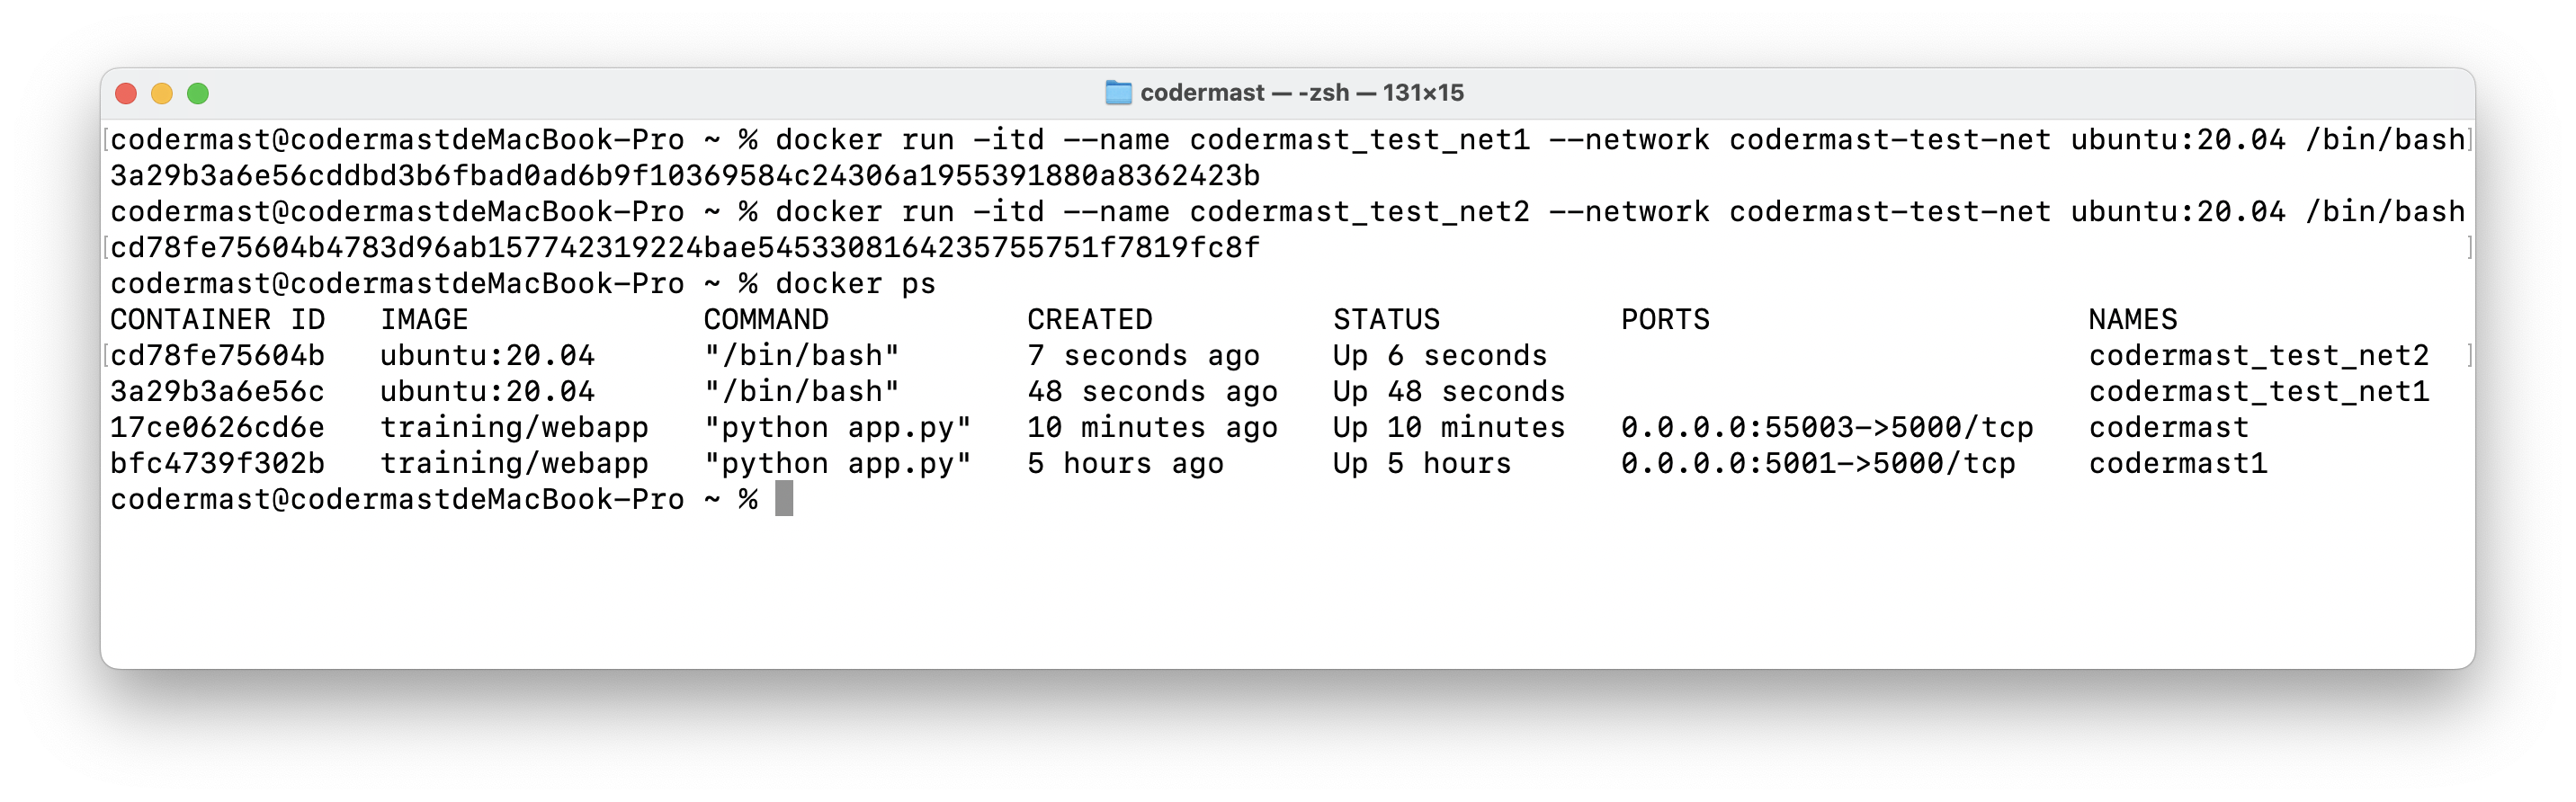 codermast — -zsh — 131×15
codermast@codermastdeMacBook-Pro ~ % docker run -itd --name codermast_test_net1 --network codermast-test-net ubuntu:20.04 /bin/bash
3a29b3a6e56cddbd3b6fbad0ad6b9f10369584c24306a1955391880a8362423b
codermast@codermastdeMacBook-Pro ~ % docker run -itd --name codermast_test_net2 --network codermast-test-net ubuntu:20.04 /bin/bash
cd78fe75604b4783d96ab157742319224bae5453308164235755751f7819fc8f
codermast@codermastdeMacBook-Pro ~ % docker ps
CONTAINER ID   IMAGE             COMMAND           CREATED          STATUS          PORTS                     NAMES
cd78fe75604b   ubuntu:20.04      "/bin/bash"       7 seconds ago    Up 6 seconds                              codermast_test_net2
3a29b3a6e56c   ubuntu:20.04      "/bin/bash"       48 seconds ago   Up 48 seconds                             codermast_test_net1
17ce0626cd6e   training/webapp   "python app.py"   10 minutes ago   Up 10 minutes   0.0.0.0:55003->5000/tcp   codermast
bfc4739f302b   training/webapp   "python app.py"   5 hours ago      Up 5 hours      0.0.0.0:5001->5000/tcp    codermast1
codermast@codermastdeMacBook-Pro ~ %